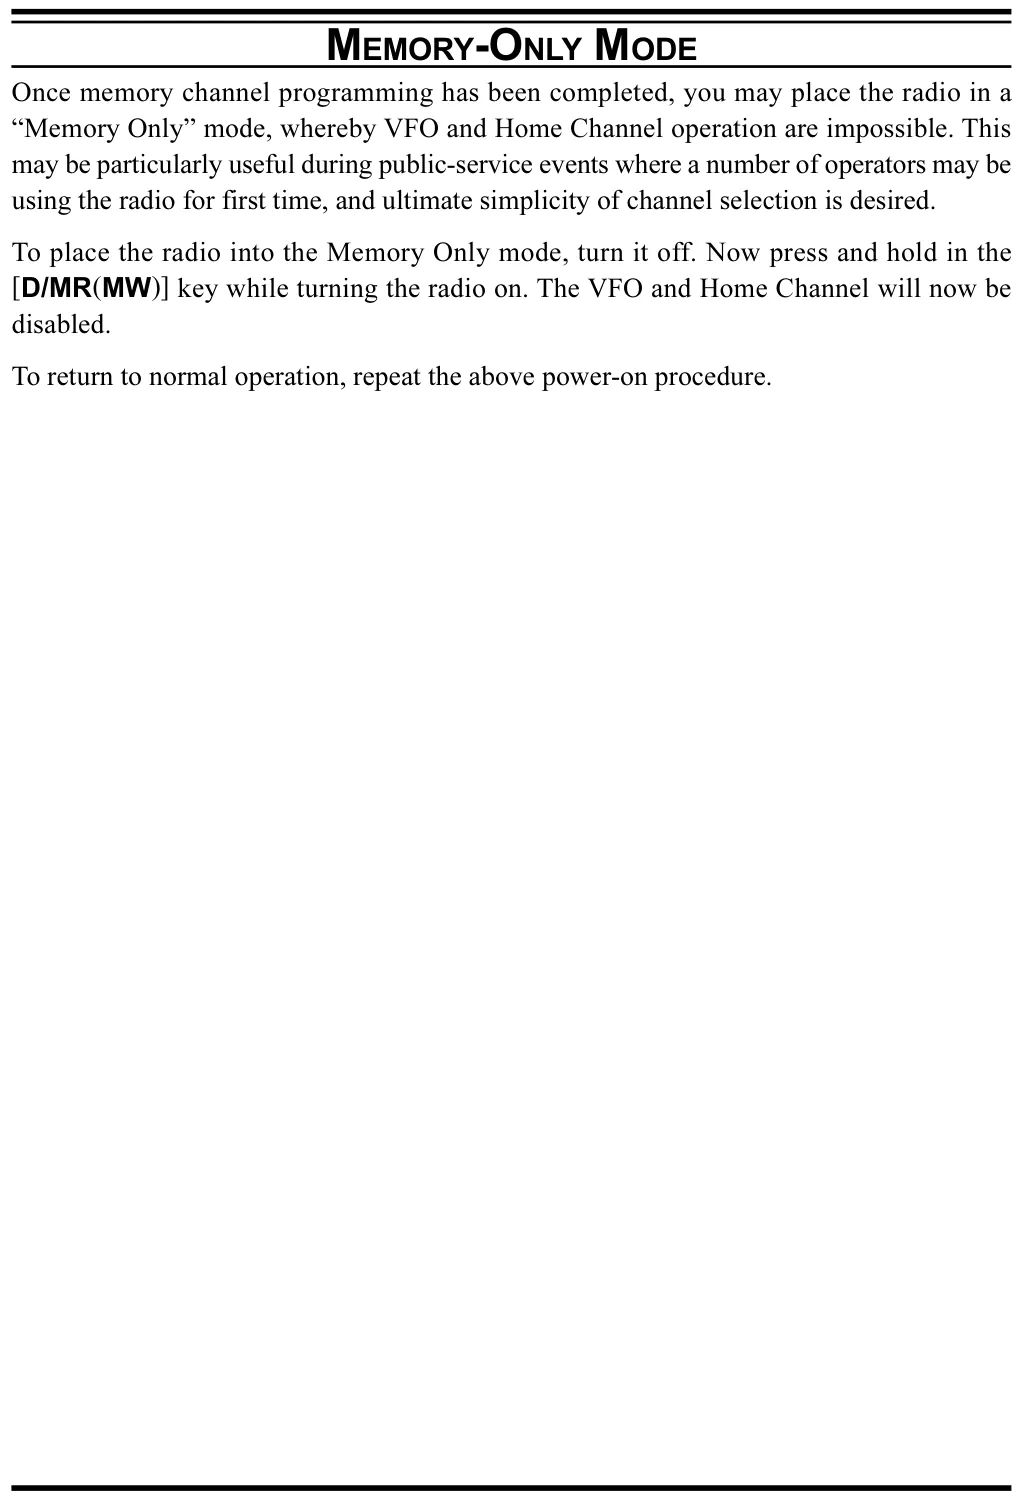 MEMORY-ONLY MODE
Once memory channel programming has been completed, you may place the radio in a
“Memory Only” mode, whereby VFO and Home Channel operation are impossible. This
may be particularly useful during public-service events where a number of operators may be
using the radio for first time, and ultimate simplicity of channel selection is desired.
To place the radio into the Memory Only mode, turn it off. Now press and hold in the
[D/MR(MW)] key while turning the radio on. The VFO and Home Channel will now be
disabled.
To return to normal operation, repeat the above power-on procedure.